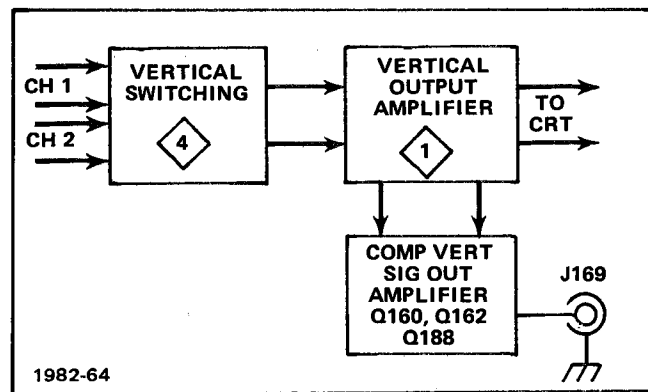 CH 1
CH 2
VERTICAL
SWITCHING
4
VERTICAL
OUTPUT
AMPLIFIER
1
TO
CRT
COMP VERT
SIG OUT
AMPLIFIER
Q160, Q162
Q188
J169
1982-64